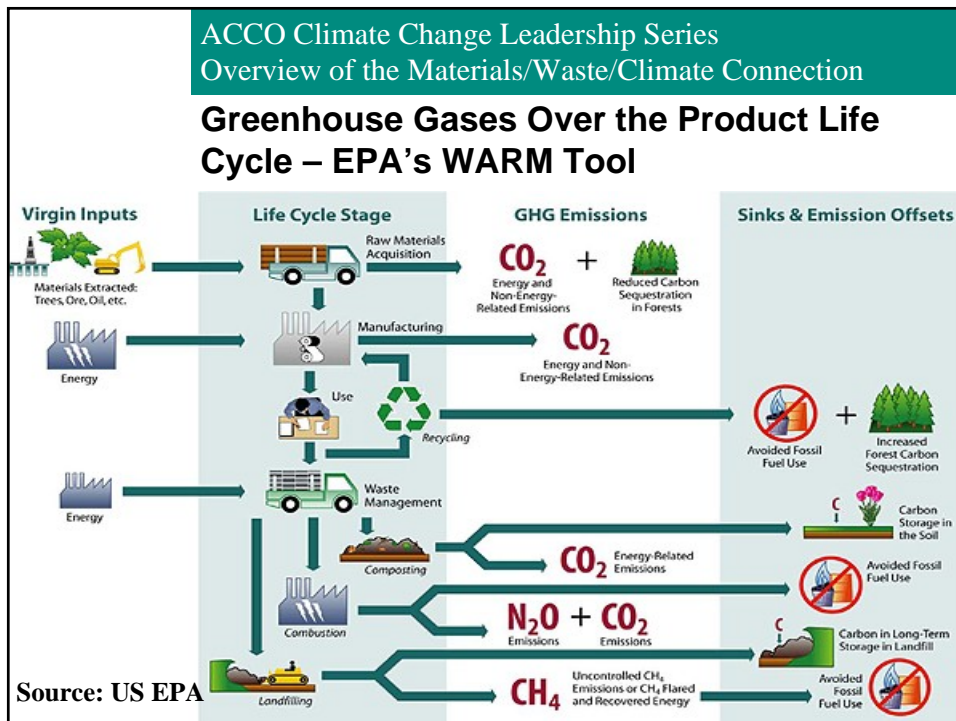 ACCO Climate Change Leadership Series
Overview of the Materials/Waste/Climate Connection
Greenhouse Gases Over the Product Life
Cycle – EPA's WARM Tool
Virgin Inputs
Life Cycle Stage
GHG Emissions
Sinks & Emission Offsets
Materials Extracted:
Trees, Ore, Oil, etc.
Raw Materials
Acquisition
CO2
Energy and
Non-Energy-
Related Emissions
+
Reduced Carbon
Sequestration
in Forests
Energy
Manufacturing
CO2
Energy and Non-
Energy-Related Emissions
Use
Recycling
Avoided Fossil
Fuel Use
+
Increased
Forest Carbon
Sequestration
Energy
Waste
Management
Composting
CO2
Energy-Related
Emissions
C
Carbon
Storage in
the Soil
Combustion
N2O
Emissions
+
CO2
Emissions
Avoided Fossil
Fuel Use
Landfilling
CH4
Uncontrolled CH4
Emissions or CH4 Flared
and Recovered Energy
C
Carbon in Long-Term
Storage in Landfill
Avoided
Fossil
Fuel Use
Source: US EPA